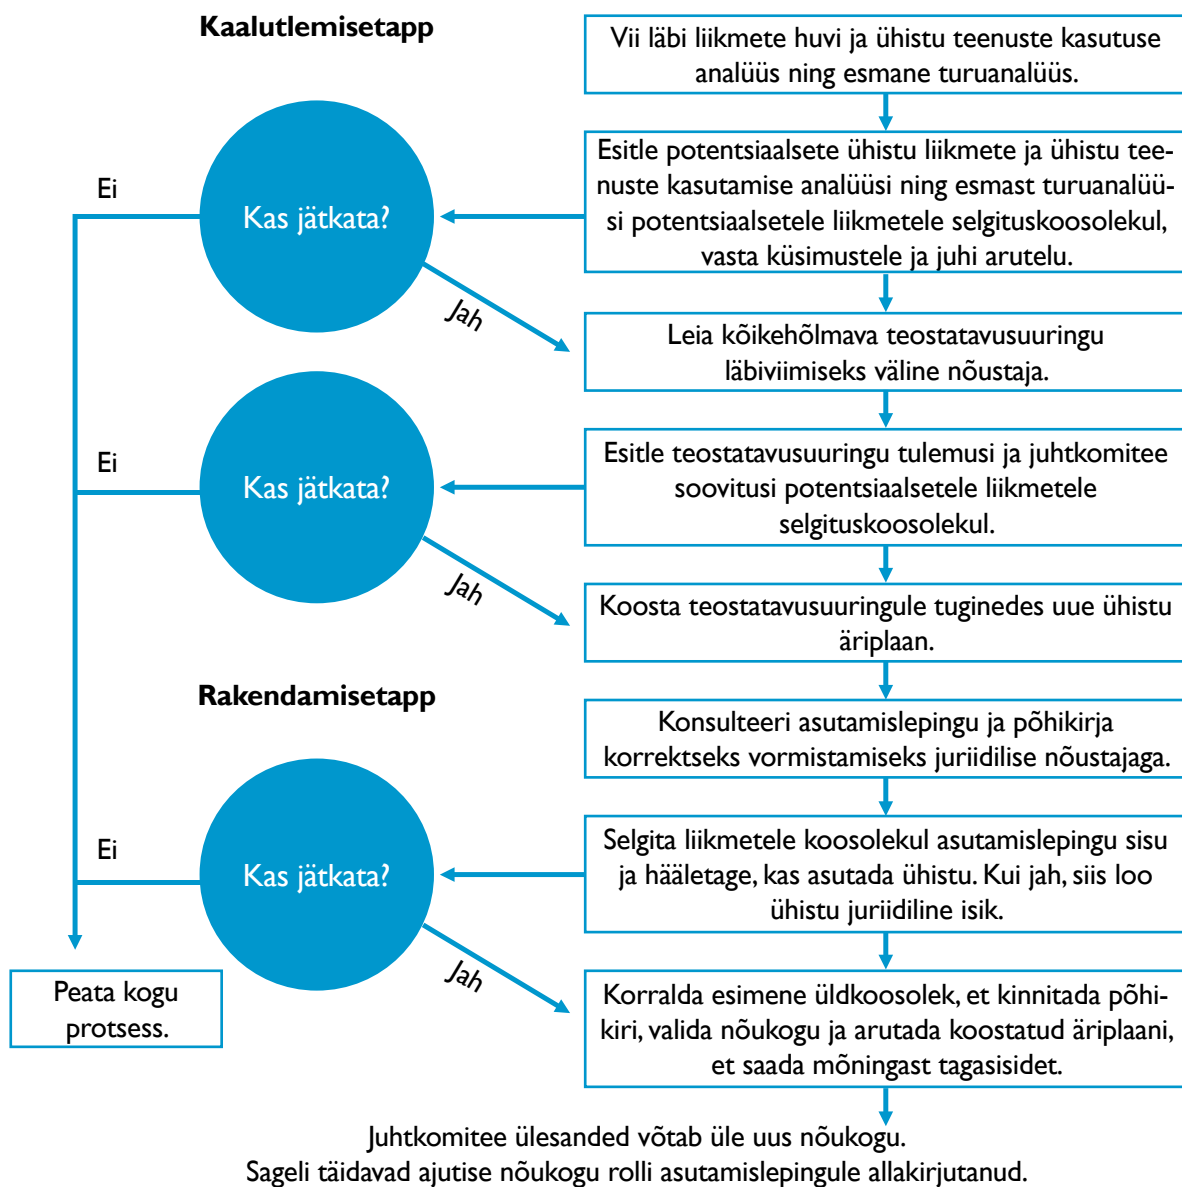 Kaalutlemisetapp
Vii läbi liikmete huvi ja ühistu teenuste kasutuse
analüüs ning esmane turuanalüüs.
Esitle potentsiaalsete ühistu liikmete ja ühistu tee-
nuste kasutamise analüüsi ning esmast turuanalüü-
si potentsiaalsetele liikmetele selgituskoosolekul,
vasta küsimustele ja juhi arutelu.
Ei
Kas jätkata?
Jah
Leia kõikehõlmava teostatavusuuringu
läbiviimiseks väline nõustaja.
Esitle teostatavusuuringu tulemusi ja juhtkomitee
soovitusi potentsiaalsetele liikmetele
selgituskoosolekul.
Ei
Kas jätkata?
Jah
Koosta teostatavusuuringule tuginedes uue ühistu
äriplaan.
Rakendamisetapp
Konsulteeri asutamislepingu ja põhikirja
korrektseks vormistamiseks juriidilise nõustajaga.
Selgita liikmetele koosolekul asutamislepingu sisu
ja hääletage, kas asutada ühistu. Kui jah, siis loo
ühistu juriidiline isik.
Ei
Kas jätkata?
Jah
Peata kogu
protsess.
Korralda esimene üldkoosolek, et kinnitada põhi-
kiri, valida nõukogu ja arutada koostatud äriplaani,
et saada mõningast tagasisidet.
Juhtkomitee ülesanded võtab üle uus nõukogu.
Sageli täidavad ajutise nõukogu rolli asutamislepingule allakirjutanud.